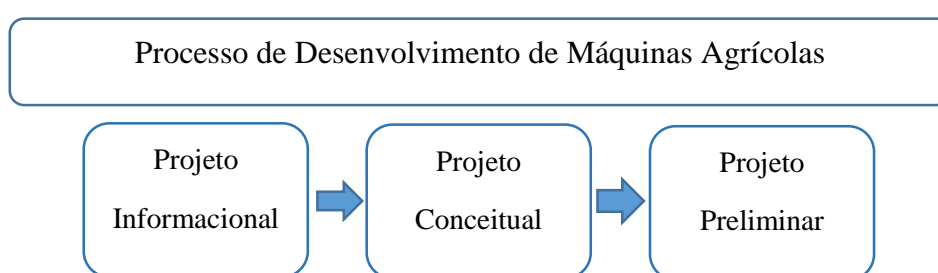 Processo de Desenvolvimento de Máquinas Agrícolas
Projeto
Informacional
Projeto
Conceitual
Projeto
Preliminar